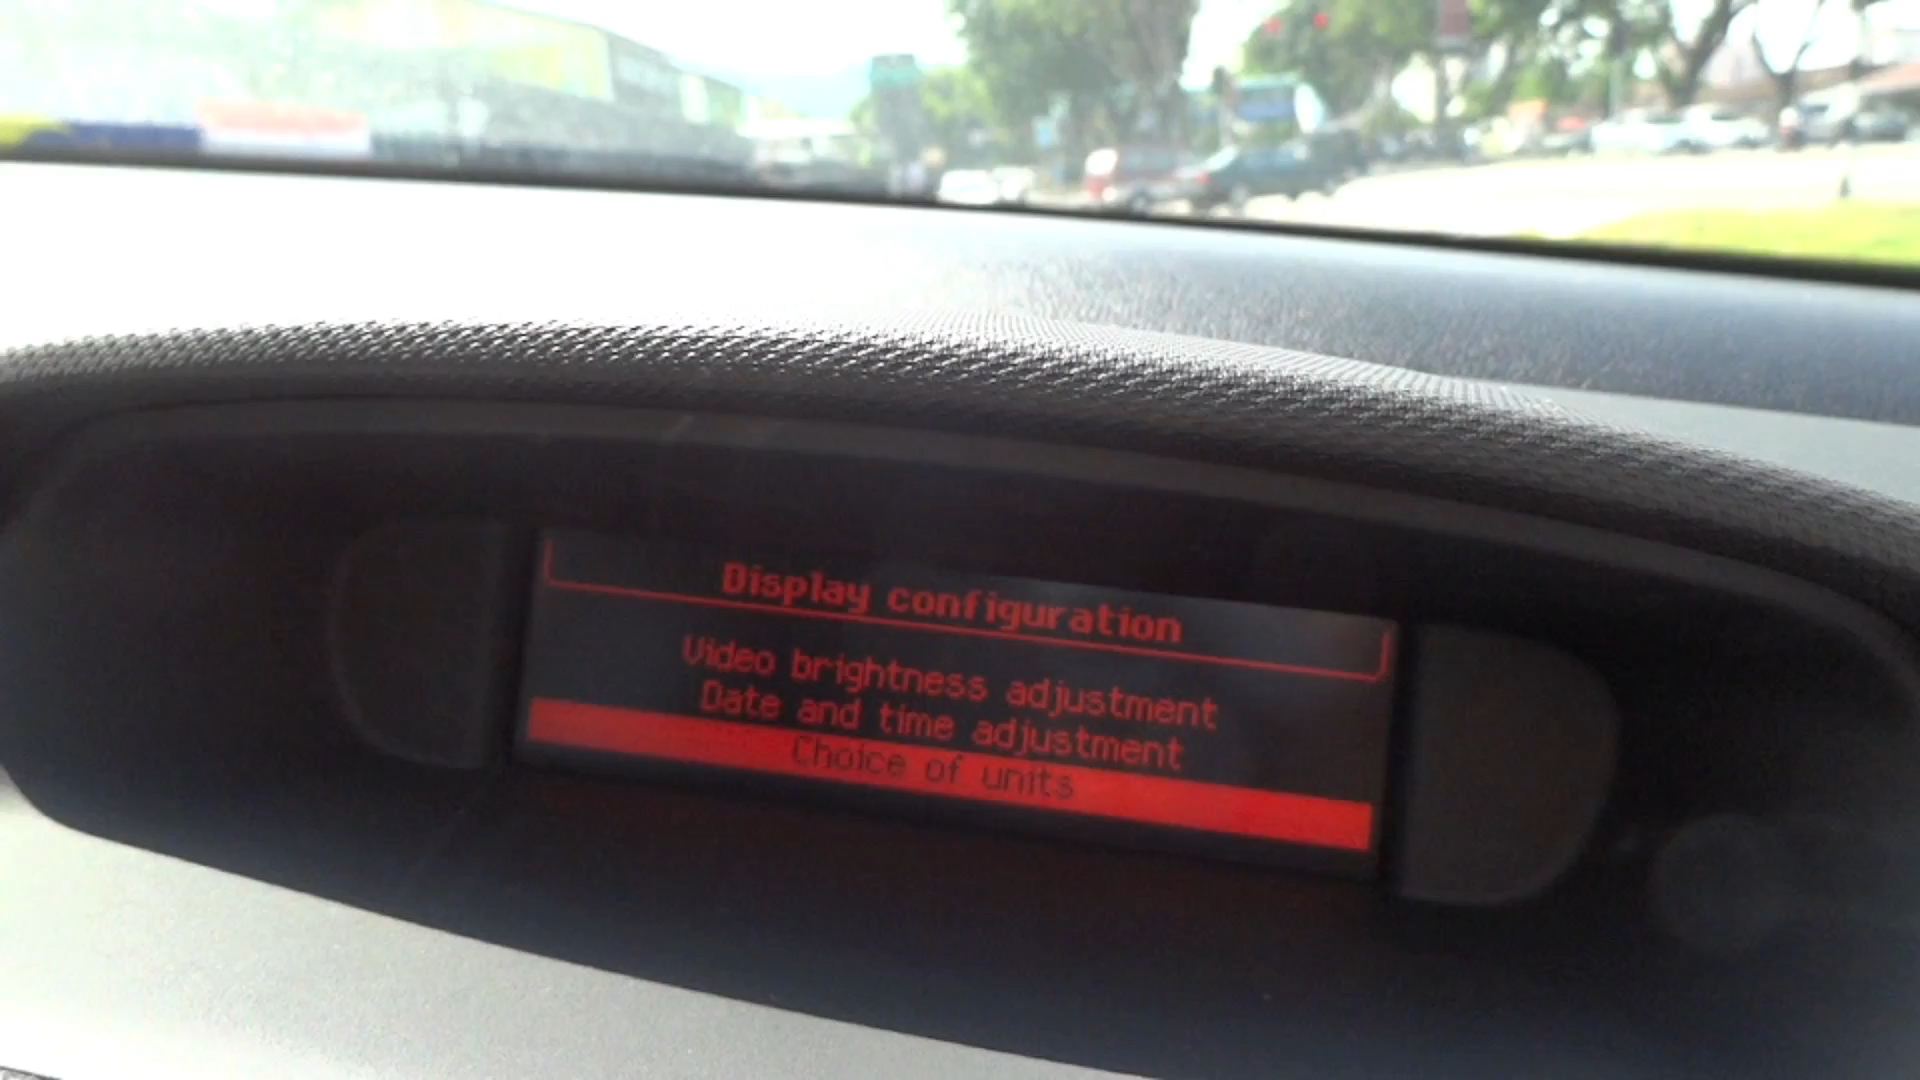 Display configuration
Video brightness adjustment
Date and time adjustment
Choice of units